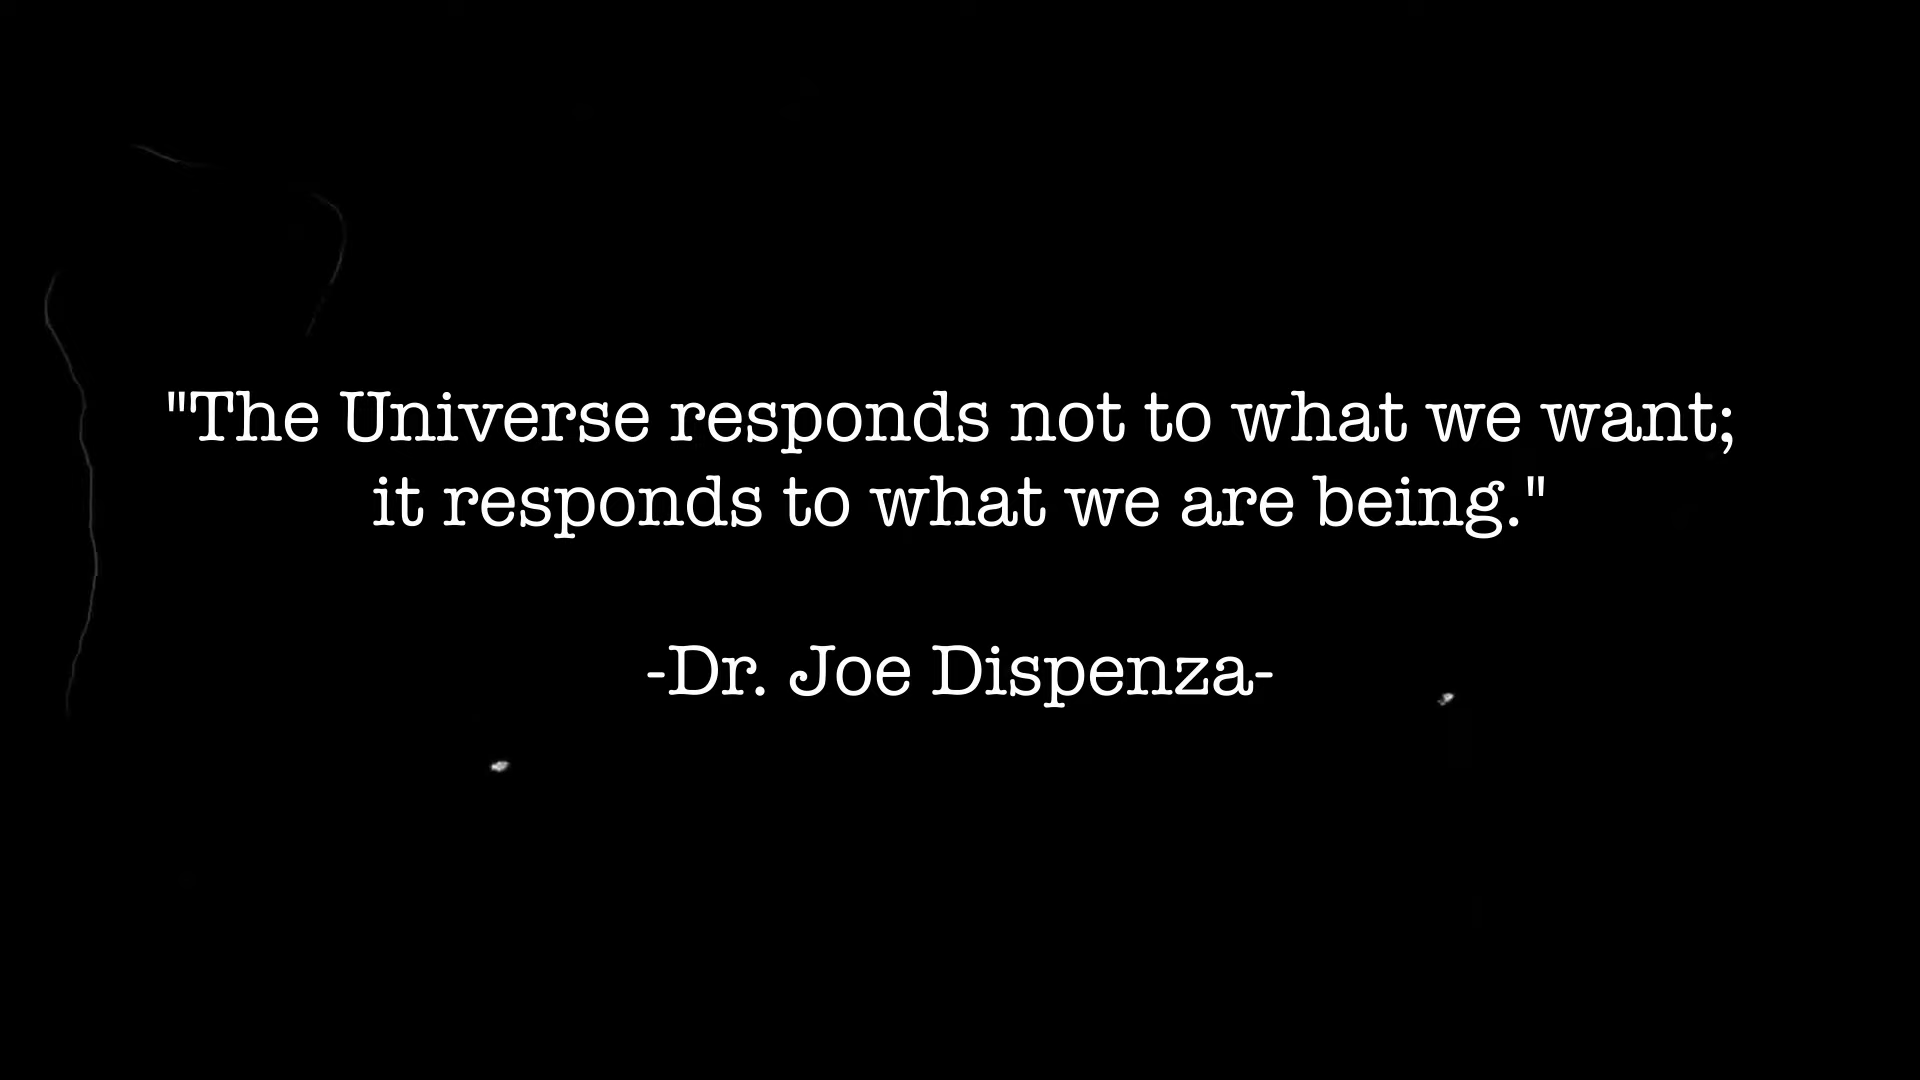 "The Universe responds not to what we want;
it responds to what we are being."
-Dr. Joe Dispenza-